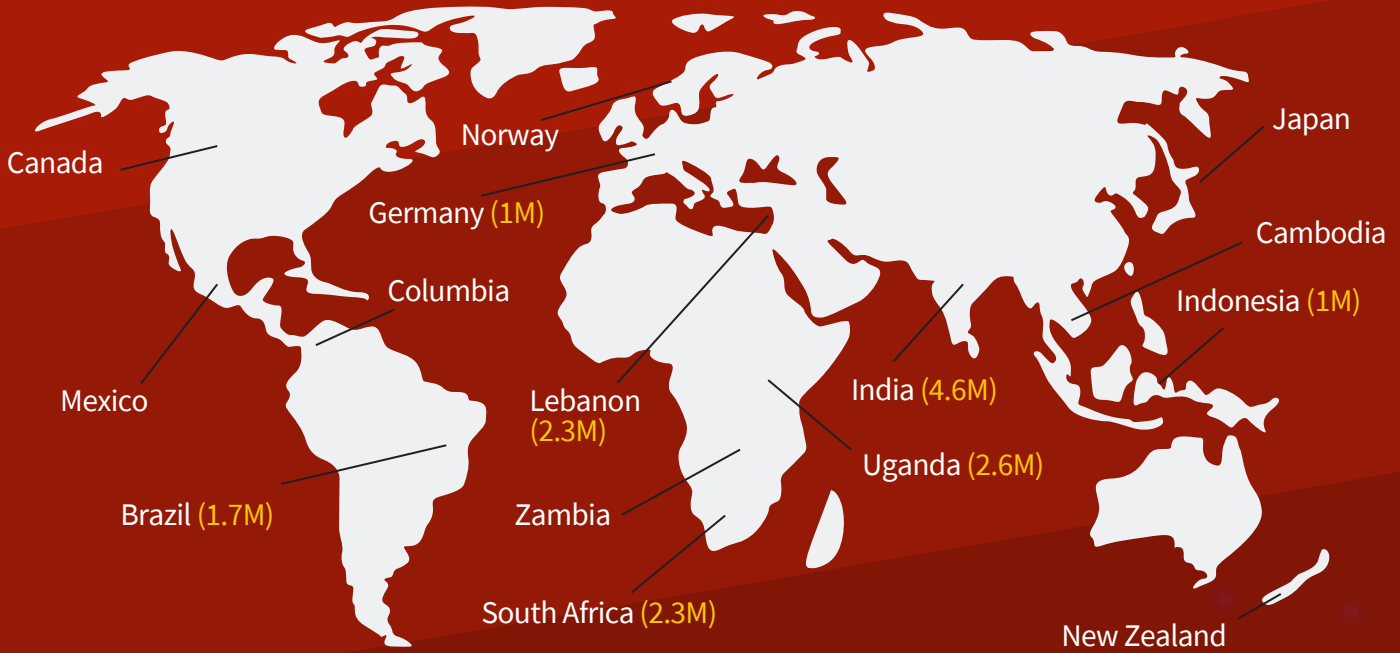 Norway
Japan
Canada
Germany (1M)
Cambodia
Columbia
Indonesia (1M)
Mexico
Lebanon
(2.3M)
India (4.6M)
Uganda (2.6M)
Brazil (1.7M)
Zambia
South Africa (2.3M)
New Zealand